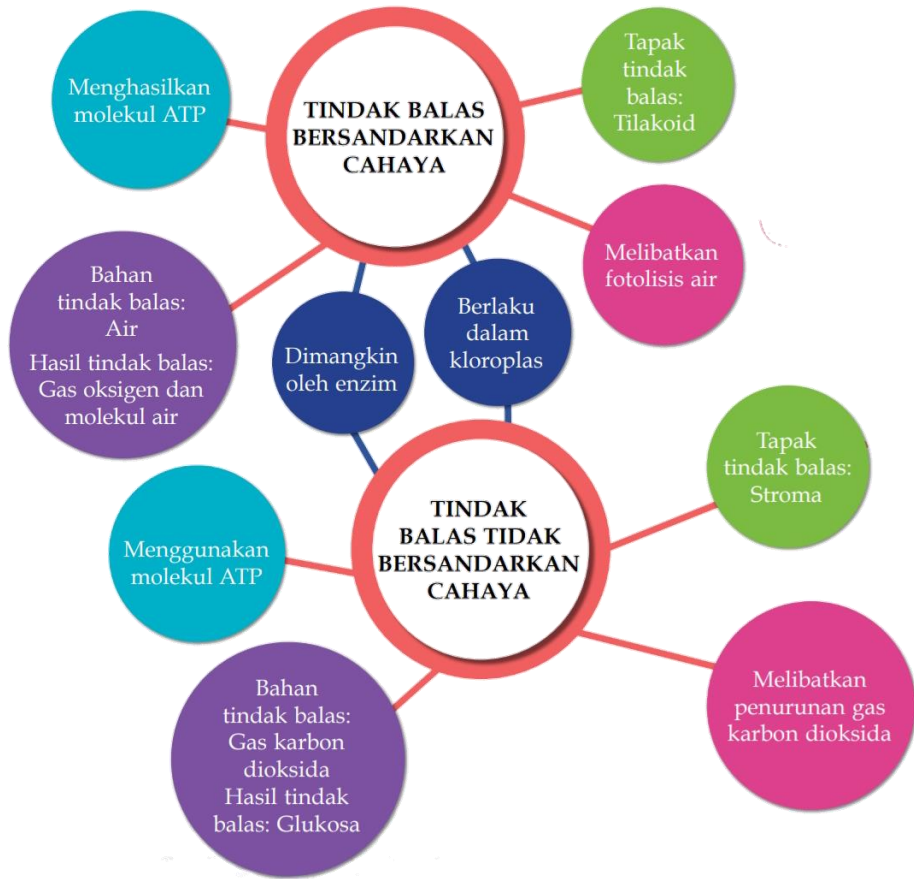 Menghasilkan
molekul ATP
TINDAK BALAS
BERSANDARKAN
CAHAYA
Tapak
tindak
balas:
Tilakoid
Melibatkan
fotolisis air
Bahan
tindak balas:
Air
Hasil tindak balas:
Gas oksigen dan
molekul air
Dimangkin
oleh enzim
Berlaku
dalam
kloroplas
Tapak
tindak balas:
Stroma
TINDAK
BALAS TIDAK
BERSANDARKAN
CAHAYA
Menggunakan
molekul ATP
Bahan
tindak balas:
Gas karbon
dioksida
Hasil tindak
balas: Glukosa
Melibatkan
penurunan gas
karbon dioksida